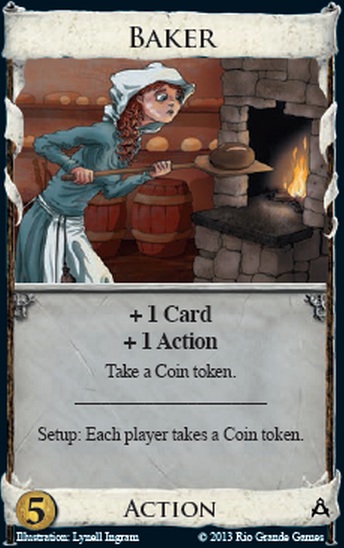 BAKER
+ 1 Card
+ 1 Action
Take a Coin token.
Setup: Each player takes a Coin token.
5
ACTION
Illustration: Lynell Ingram
© 2013 Rio Grande Games